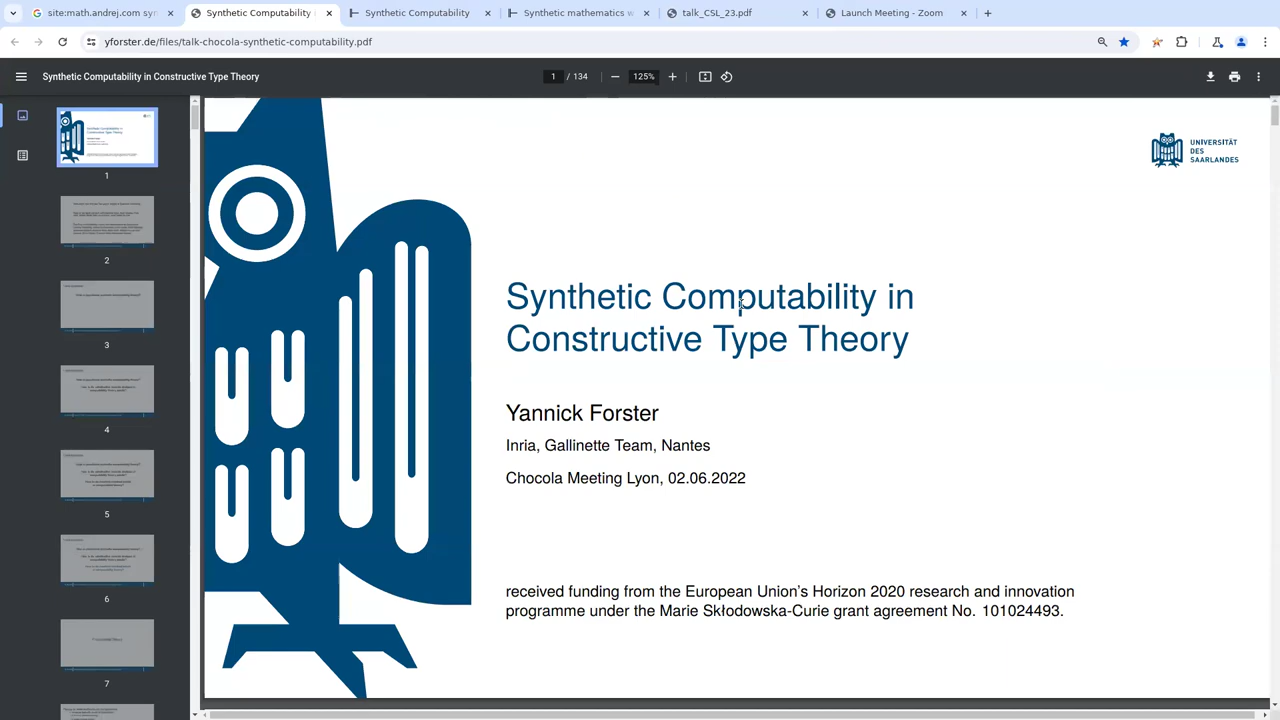 site:math.andrej.com syn
Synthetic Computability
Synthetic Computability
Synthetic mathematics w
talk_CSL_23.pdf
Launch Meeting - Zoom
yforster.de/files/talk-chocola-synthetic-computability.pdf
Synthetic Computability in Constructive Type Theory
1 / 134
125%
1
2
3
4
5
6
7
UNIVERSITÄT
DES
SAARLANDES
Synthetic Computability in
Constructive Type Theory
Yannick Forster
Inria, Gallinette Team, Nantes
Chocola Meeting Lyon, 02.06.2022
received funding from the European Union's Horizon 2020 research and innovation
programme under the Marie Skłodowska-Curie grant agreement No. 101024493.